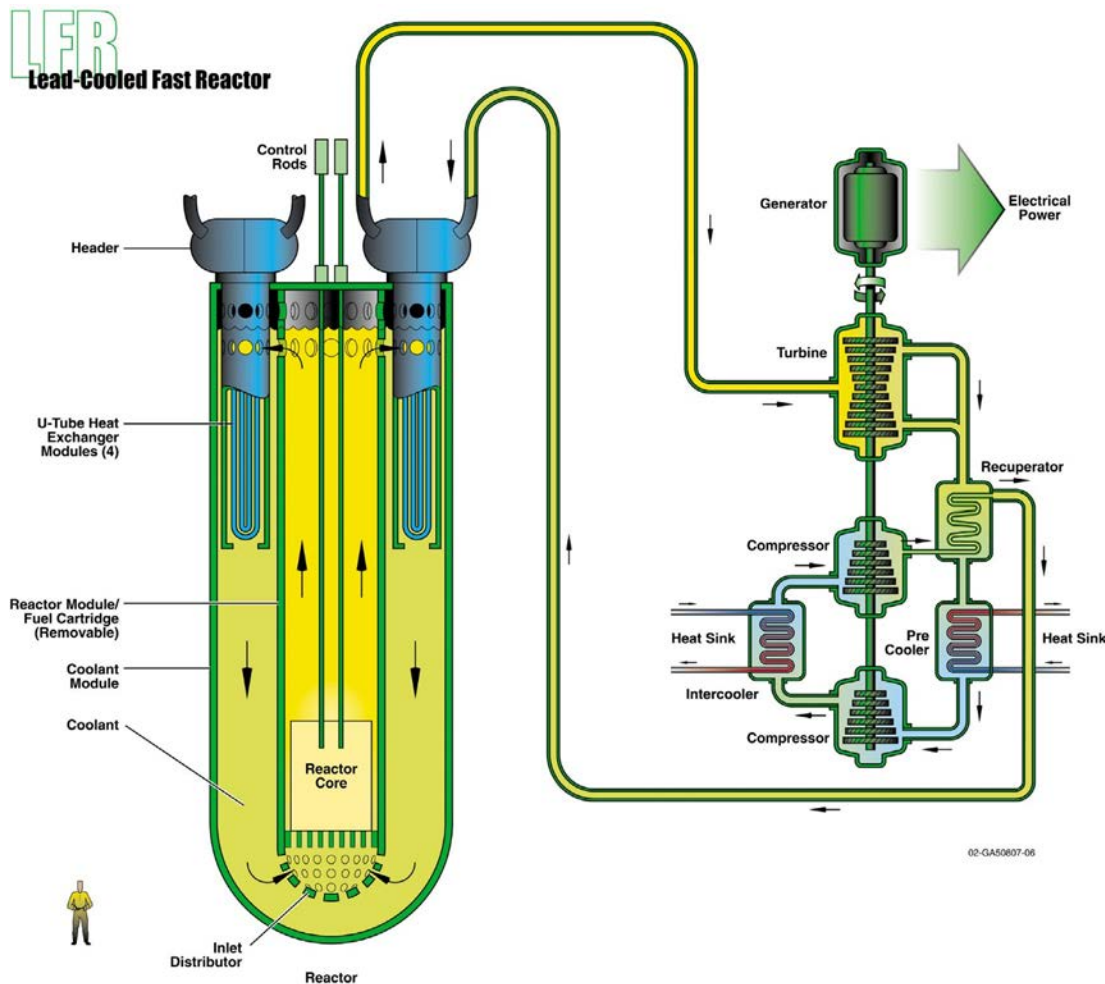 LFR
Lead-Cooled Fast Reactor
Control
Rods
Header
U-Tube Heat
Exchanger
Modules (4)
Reactor Module/
Fuel Cartridge
(Removable)
Coolant
Module
Coolant
Reactor
Core
Inlet
Distributor
Reactor
Generator
Electrical
Power
Turbine
Recuperator
Compressor
Heat Sink
Pre
Cooler
Heat Sink
Intercooler
Compressor
02-GA50807-06